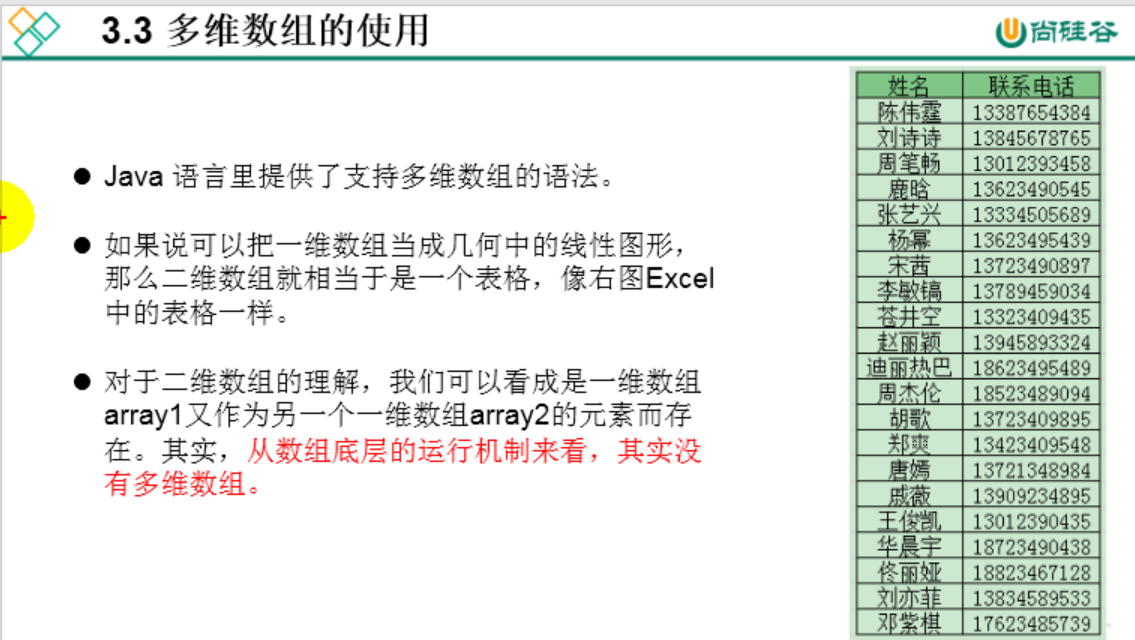 3.3 多维数组的使用
尚硅谷
● Java 语言里提供了支持多维数组的语法。
● 如果说可以把一维数组当成几何中的线性图形，
那么二维数组就相当于是一个表格，像右图Excel
中的表格一样。
● 对于二维数组的理解，我们可以看成是一维数组
array1又作为另一个一维数组array2的元素而存
在。其实，从数组底层的运行机制来看，其实没
有多维数组。
姓名 联系电话
陈伟霆 13387654384
刘诗诗 13845678765
周笔畅 13012393458
鹿晗 13623490545
张艺兴 13334505689
杨幂 13623495439
宋茜 13723490897
李敏镐 13789459034
苍井空 13323409435
赵丽颖 13945893324
迪丽热巴 18623495489
周杰伦 18523489094
胡歌 13723409895
郑爽 13423409548
唐嫣 13721348984
戚薇 13909234895
王俊凯 13012390435
华晨宇 18723490438
佟丽娅 18823467128
刘亦菲 13834589533
邓紫棋 17623485739